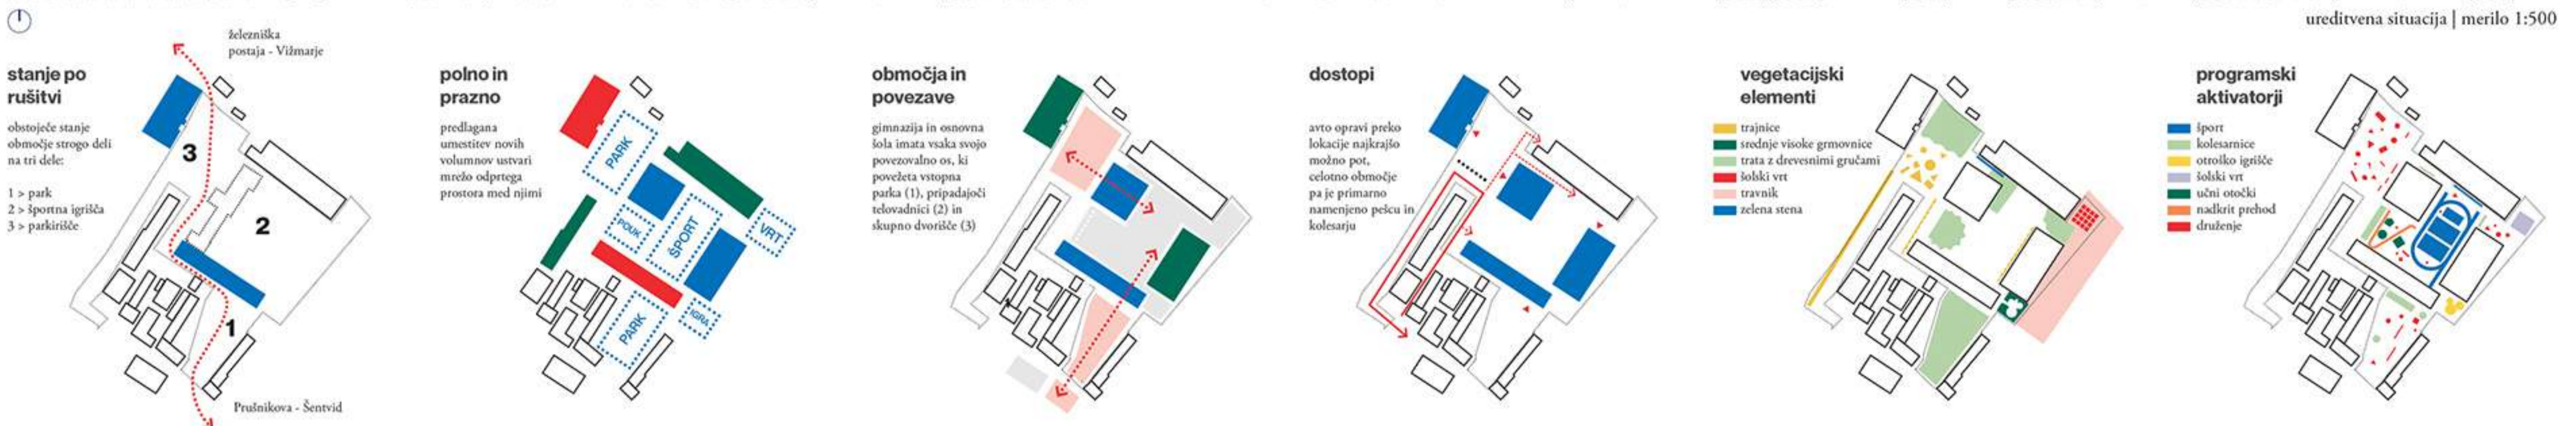 ureditvena situacija | merilo 1:500
železniška
postaja - Vižmarje
stanje po
rušitvi
obstoječe stanje
območje strogo deli
na tri dele:
1 > park
2 > športna igrišča
3 > parkirišče
3
2
1
Prušnikova - Šentvid
polno in
prazno
predlagana
umestitev novih
volumnov ustvari
mrežo odprtega
prostora med njimi
PARK
POUK
ŠPORT
VRT
PARK
IGRA
območja in
povezave
gimnazija in osnovna
šola imata vsaka svojo
povezovalno os, ki
povežeta vstopna
parka (1), pripadajoči
telovadnici (2) in
skupno dvorišče (3)
dostopi
avto opravi preko
lokacije najkrajšo
možno pot,
celotno območje
pa je primarno
namenjeno pešcu in
kolesarju
vegetacijski
elementi
trajnice
srednje visoke grmovnice
trata z drevesnimi gručami
šolski vrt
travnik
zelena stena
programski
aktivatorji
šport
kolesarnice
otroško igrišče
šolski vrt
učni otočki
nadkrit prehod
druženje